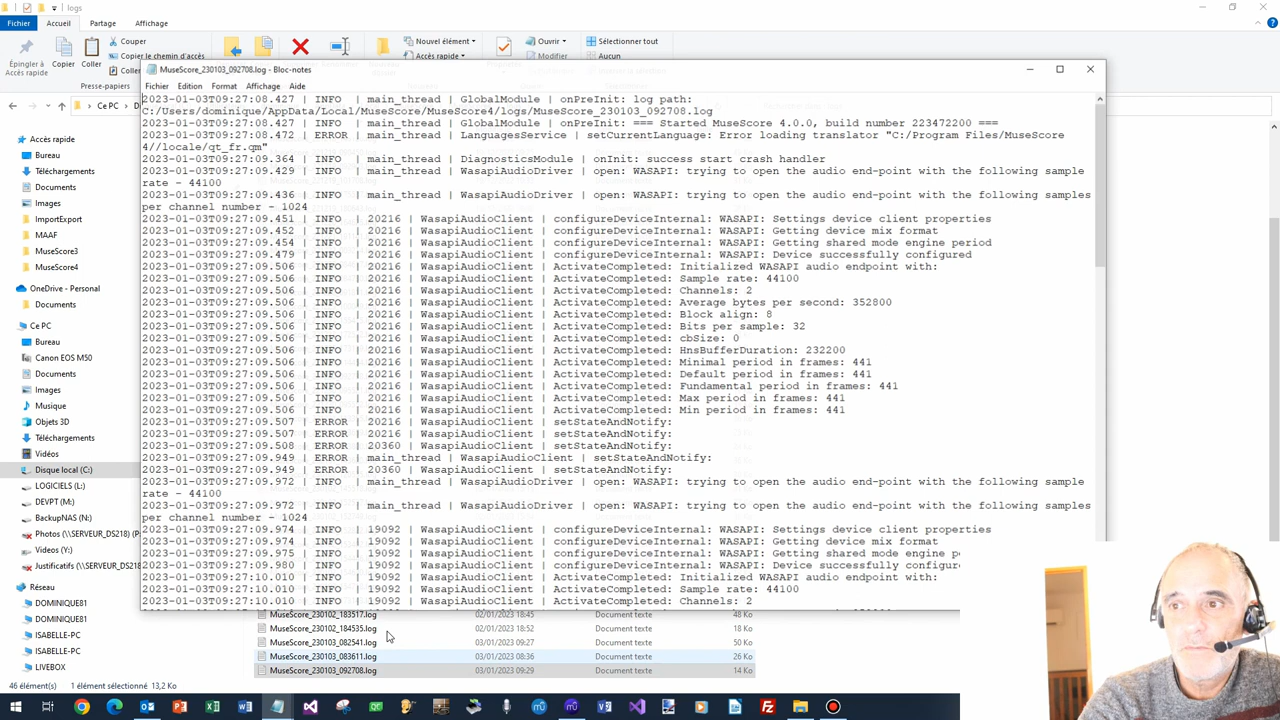 logs
Fichier Accueil Partage Affichage
Épingler à Accès rapide
Copier
Coller
Couper
Copier le chemin d'accès
Coller
Presse-papiers
Nouvel élément
Accès rapide
Ouvrir
Modifier
Sélectionner tout
Aucun
Ce PC
Accès rapide
Bureau
Téléchargements
Documents
Images
ImportExport
MAAF
MuseScore3
MuseScore4
OneDrive - Personal
Documents
Ce PC
Bureau
Canon EOS M50
Documents
Images
Musique
Objets 3D
Téléchargements
Vidéos
Disque local (C:)
LOGICIELS (L:)
DEVPT (M:)
BackupNAS (N:)
Photos (\\SERVEUR_DS218) (P
Videos (Y:)
Justificatifs (\\SERVEUR_DS218
Réseau
DOMINIQUE81
DOMINIQUE81
ISABELLE-PC
ISABELLE-PC
LIVEBOX
46 élément(s) 1 élément sélectionné 13,2 Ko
MuseScore_230103_092708.log - Bloc-notes
Fichier Edition Format Affichage Aide
2023-01-03T09:27:08.427 | INFO | main_thread | GlobalModule | onPreInit: log path:
C:/Users/dominique/AppData/Local/MuseScore/MuseScore4/logs/MuseScore_230103_092708.log
2023-01-03T09:27:08.427 | INFO | main_thread | GlobalModule | onPreInit: === Started MuseScore 4.0.0, build number 223472200 ===
2023-01-03T09:27:08.472 | ERROR | main_thread | LanguagesService | setCurrentLanguage: Error loading translator "C:/Program Files/MuseScore
4//locale/qt_fr.qm"
2023-01-03T09:27:09.364 | INFO | main_thread | DiagnosticsModule | onInit: success start crash handler
2023-01-03T09:27:09.429 | INFO | main_thread | WasapiAudioDriver | open: WASAPI: trying to open the audio end-point with the following sample
rate - 44100
2023-01-03T09:27:09.436 | INFO | main_thread | WasapiAudioDriver | open: WASAPI: trying to open the audio end-point with the following samples
per channel number - 1024
2023-01-03T09:27:09.451 | INFO | 20216 | WasapiAudioClient | configureDeviceInternal: WASAPI: Settings device client properties
2023-01-03T09:27:09.452 | INFO | 20216 | WasapiAudioClient | configureDeviceInternal: WASAPI: Getting device mix format
2023-01-03T09:27:09.454 | INFO | 20216 | WasapiAudioClient | configureDeviceInternal: WASAPI: Getting shared mode engine period
2023-01-03T09:27:09.479 | INFO | 20216 | WasapiAudioClient | configureDeviceInternal: WASAPI: Device successfully configured
2023-01-03T09:27:09.506 | INFO | 20216 | WasapiAudioClient | ActivateCompleted: Initialized WASAPI audio endpoint with:
2023-01-03T09:27:09.506 | INFO | 20216 | WasapiAudioClient | ActivateCompleted: Sample rate: 44100
2023-01-03T09:27:09.506 | INFO | 20216 | WasapiAudioClient | ActivateCompleted: Channels: 2
2023-01-03T09:27:09.506 | INFO | 20216 | WasapiAudioClient | ActivateCompleted: Average bytes per second: 352800
2023-01-03T09:27:09.506 | INFO | 20216 | WasapiAudioClient | ActivateCompleted: Block align: 8
2023-01-03T09:27:09.506 | INFO | 20216 | WasapiAudioClient | ActivateCompleted: Bits per sample: 32
2023-01-03T09:27:09.506 | INFO | 20216 | WasapiAudioClient | ActivateCompleted: cbSize: 0
2023-01-03T09:27:09.506 | INFO | 20216 | WasapiAudioClient | ActivateCompleted: HnsBufferDuration: 232200
2023-01-03T09:27:09.506 | INFO | 20216 | WasapiAudioClient | ActivateCompleted: Minimal period in frames: 441
2023-01-03T09:27:09.506 | INFO | 20216 | WasapiAudioClient | ActivateCompleted: Default period in frames: 441
2023-01-03T09:27:09.506 | INFO | 20216 | WasapiAudioClient | ActivateCompleted: Fundamental period in frames: 441
2023-01-03T09:27:09.506 | INFO | 20216 | WasapiAudioClient | ActivateCompleted: Max period in frames: 441
2023-01-03T09:27:09.506 | INFO | 20216 | WasapiAudioClient | ActivateCompleted: Min period in frames: 441
2023-01-03T09:27:09.507 | ERROR | 20216 | WasapiAudioClient | setStateAndNotify:
2023-01-03T09:27:09.507 | ERROR | 20216 | WasapiAudioClient | setStateAndNotify:
2023-01-03T09:27:09.508 | ERROR | 20360 | WasapiAudioClient | setStateAndNotify:
2023-01-03T09:27:09.949 | ERROR | main_thread | WasapiAudioClient | setStateAndNotify:
2023-01-03T09:27:09.949 | ERROR | 20360 | WasapiAudioClient | setStateAndNotify:
2023-01-03T09:27:09.972 | INFO | main_thread | WasapiAudioDriver | open: WASAPI: trying to open the audio end-point with the following sample
rate - 44100
2023-01-03T09:27:09.972 | INFO | main_thread | WasapiAudioDriver | open: WASAPI: trying to open the audio end-point with the following samples
per channel number - 1024
2023-01-03T09:27:09.974 | INFO | 19092 | WasapiAudioClient | configureDeviceInternal: WASAPI: Settings device client properties
2023-01-03T09:27:09.974 | INFO | 19092 | WasapiAudioClient | configureDeviceInternal: WASAPI: Getting device mix format
2023-01-03T09:27:09.975 | INFO | 19092 | WasapiAudioClient | configureDeviceInternal: WASAPI: Getting shared mode engine p
2023-01-03T09:27:09.980 | INFO | 19092 | WasapiAudioClient | configureDeviceInternal: WASAPI: Device successfully configure
2023-01-03T09:27:10.010 | INFO | 19092 | WasapiAudioClient | ActivateCompleted: Initialized WASAPI audio endpoint with:
2023-01-03T09:27:10.010 | INFO | 19092 | WasapiAudioClient | ActivateCompleted: Sample rate: 44100
2023-01-03T09:27:10.010 | INFO | 19092 | WasapiAudioClient | ActivateCompleted: Channels: 2
MuseScore_230102_183517.log 02/01/2023 18:45 Document texte 48 Ko
MuseScore_230102_184535.log 02/01/2023 18:52 Document texte 18 Ko
MuseScore_230103_082541.log 03/01/2023 09:27 Document texte 50 Ko
MuseScore_230103_083611.log 03/01/2023 08:36 Document texte 26 Ko
MuseScore_230103_092708.log 03/01/2023 09:29 Document texte 14 Ko